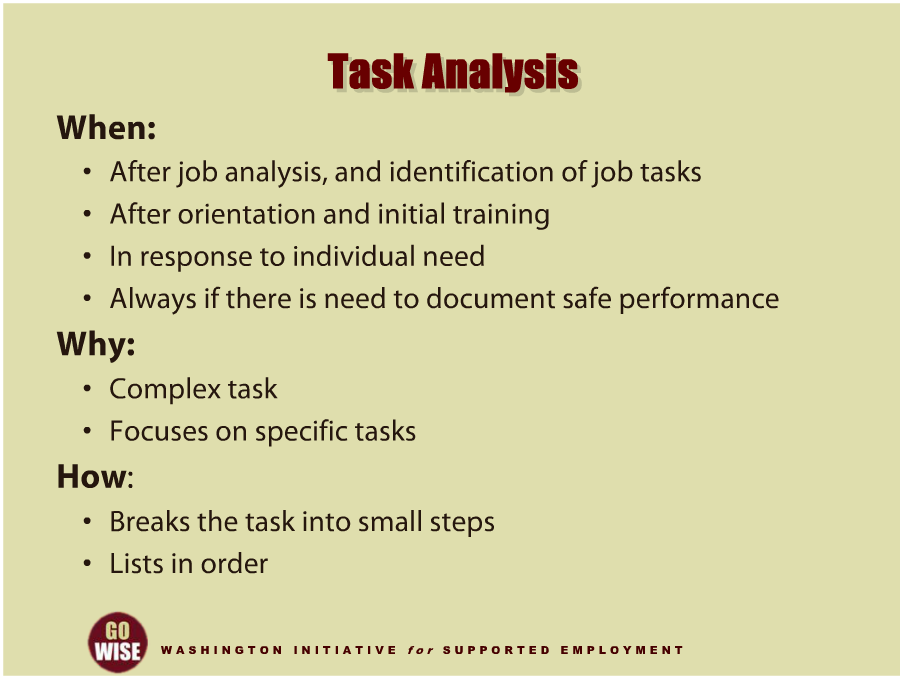 Task Analysis
When:
• After job analysis, and identification of job tasks
• After orientation and initial training
• In response to individual need
• Always if there is need to document safe performance
Why:
• Complex task
• Focuses on specific tasks
How:
• Breaks the task into small steps
• Lists in order
GO
WISE
WASHINGTON INITIATIVE for SUPPORTED EMPLOYMENT